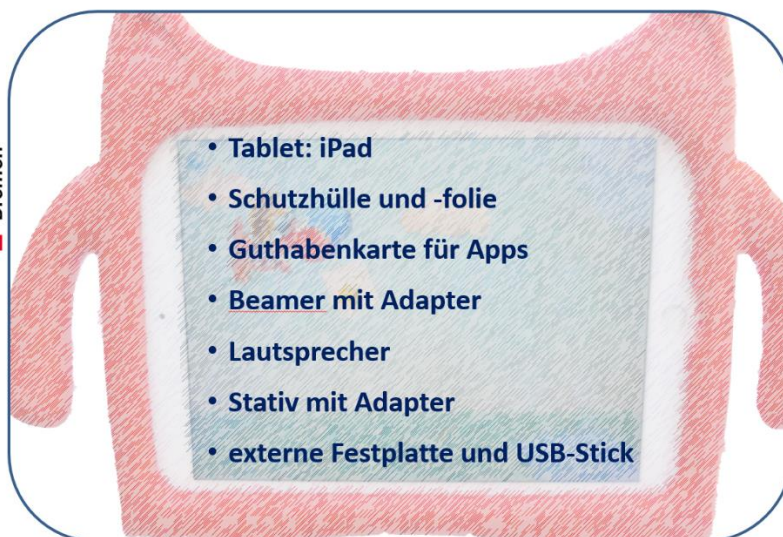 • Tablet: iPad
• Schutzhülle und -folie
• Guthabenkarte für Apps
• Beamer mit Adapter
• Lautsprecher
• Stativ mit Adapter
• externe Festplatte und USB-Stick